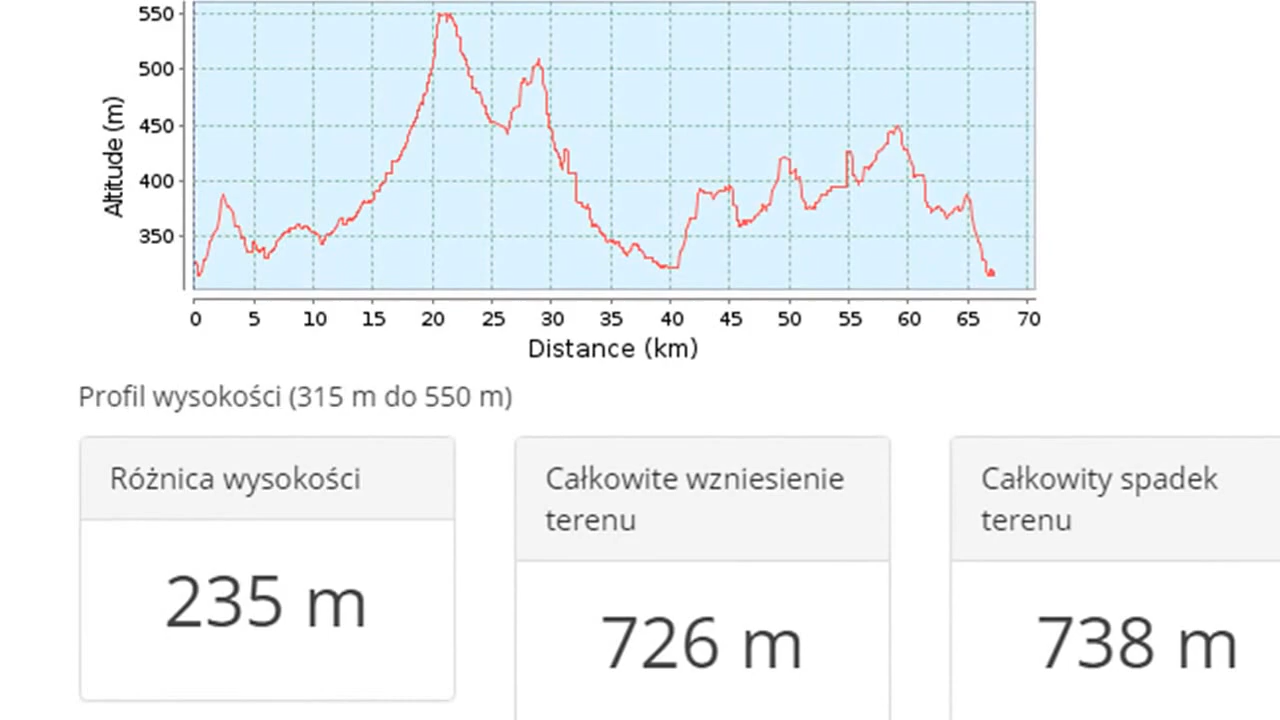 550
500
450
400
350
Altitude (m)
0 5 10 15 20 25 30 35 40 45 50 55 60 65 70
Distance (km)
Profil wysokości (315 m do 550 m)
Różnica wysokości
235 m
Całkowite wzniesienie
terenu
726 m
Całkowity spadek
terenu
738 m